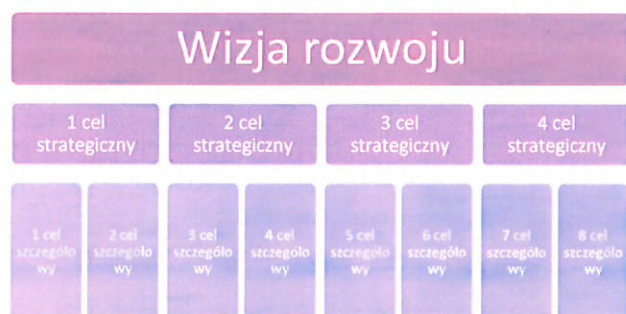 Wizja rozwoju
1 cel
strategiczny
2 cel
strategiczny
3 cel
strategiczny
4 cel
strategiczny
1 cel
szczegóło
wy
2 cel
szczegóło
wy
3 cel
szczegóło
wy
4 cel
szczegóło
wy
5 cel
szczegóło
wy
6 cel
szczegóło
wy
7 cel
szczegóło
wy
8 cel
szczegóło
wy